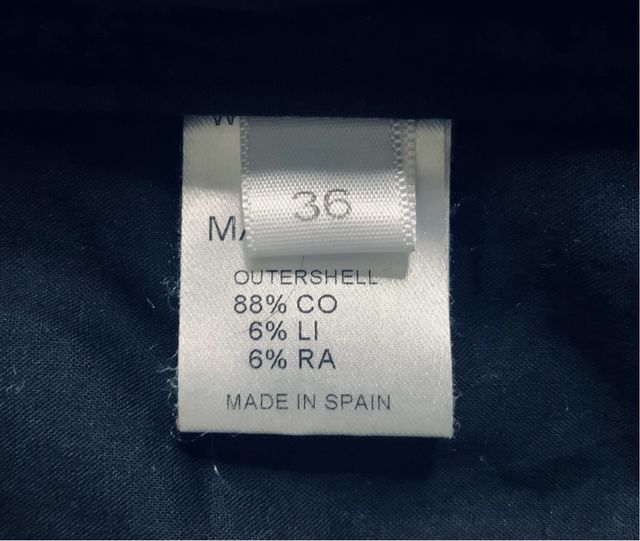 36
OUTERSHELL
88% CO
6% LI
6% RA
MADE IN SPAIN